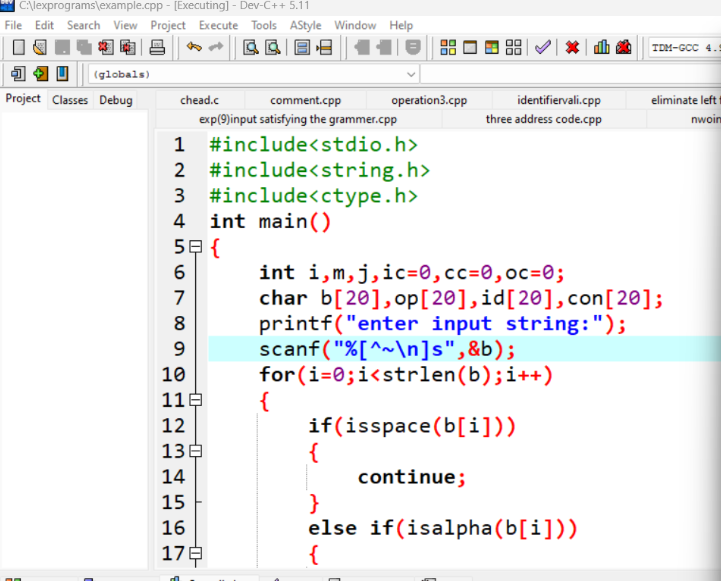 C:\lexprograms\example.cpp - [Executing] - Dev-C++ 5.11
File Edit Search View Project Execute Tools AStyle Window Help
TDM-GCC 4.
(globals)
Project Classes Debug
chead.c comment.cpp operation3.cpp identifiervali.cpp eliminate left
exp(9)input satisfying the grammer.cpp three address code.cpp nwoin
1 #include<stdio.h>
2 #include<string.h>
3 #include<ctype.h>
4 int main()
5 {
6 int i,m,j,ic=0,cc=0,oc=0;
7 char b[20],op[20],id[20],con[20];
8 printf("enter input string:");
9 scanf("%[^~\n]s",&b);
10 for(i=0;i<strlen(b);i++)
11 {
12 if(isspace(b[i]))
13 {
14 continue;
15 }
16 else if(isalpha(b[i]))
17 {